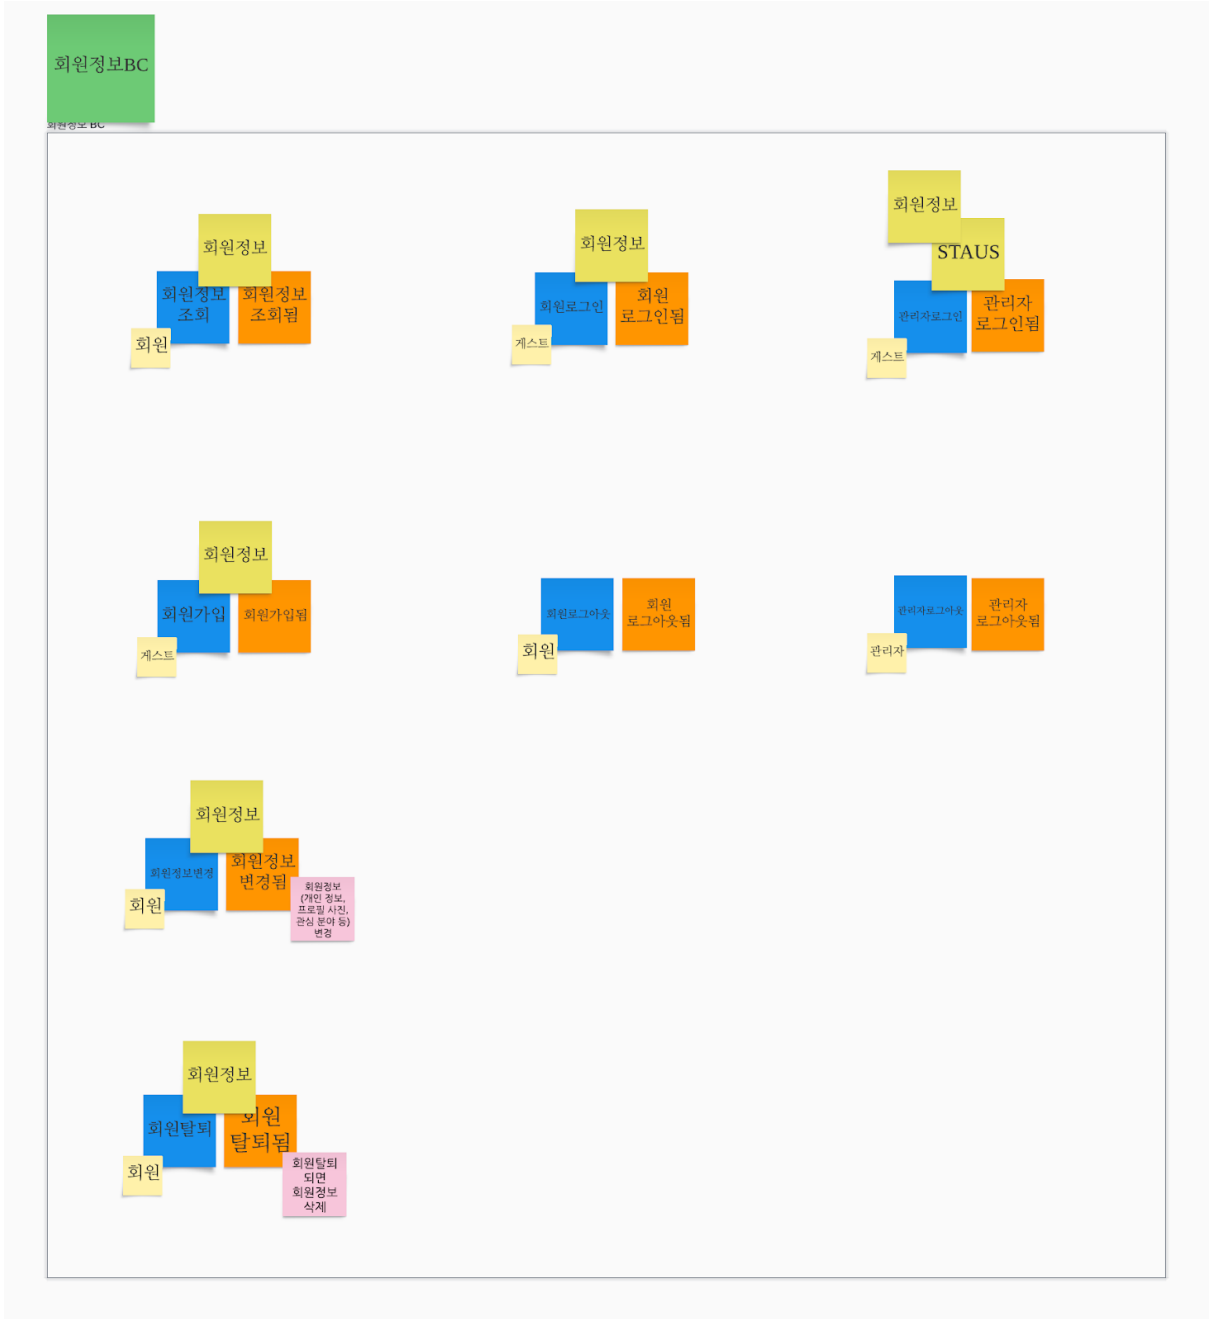 회원정보BC
회원정보 BC
회원정보
회원정보
조회
회원정보
조회됨
회원
회원정보
회원로그인
회원
로그인됨
게스트
회원정보
STAUS
관리자로그인
관리자
로그인됨
게스트
회원정보
회원가입
회원가입됨
게스트
회원로그아웃
회원
로그아웃됨
회원
관리자로그아웃
관리자
로그아웃됨
관리자
회원정보
회원정보변경
회원정보
변경됨
회원
회원정보
(개인 정보,
프로필 사진,
관심 분야 등)
변경
회원정보
회원탈퇴
회원
탈퇴됨
회원
회원탈퇴
되면
회원정보
삭제